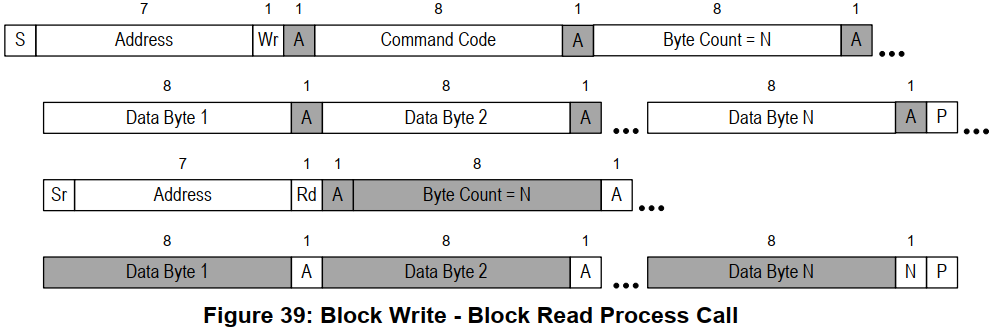 7 1 1 8 1 8 1
S Address Wr A Command Code A Byte Count = N A •••
8 1 8 1 8 1
Data Byte 1 A Data Byte 2 A ••• Data Byte N A P •••
7 1 1 8 1
Sr Address Rd A Byte Count = N A •••
8 1 8 1 8 1
Data Byte 1 A Data Byte 2 A ••• Data Byte N N P
Figure 39: Block Write - Block Read Process Call